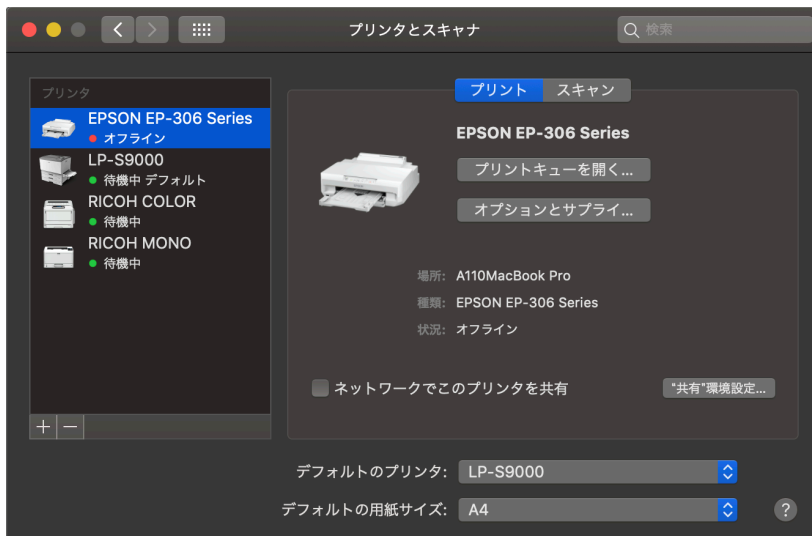 プリンタとスキャナ
検索
プリンタ
EPSON EP-306 Series
オフライン
LP-S9000
待機中 デフォルト
RICOH COLOR
待機中
RICOH MONO
待機中
プリント スキャン
EPSON EP-306 Series
プリントキューを開く...
オプションとサプライ...
場所: A110MacBook Pro
種類: EPSON EP-306 Series
状況: オフライン
ネットワークでこのプリンタを共有
"共有"環境設定...
デフォルトのプリンタ: LP-S9000
デフォルトの用紙サイズ: A4
?